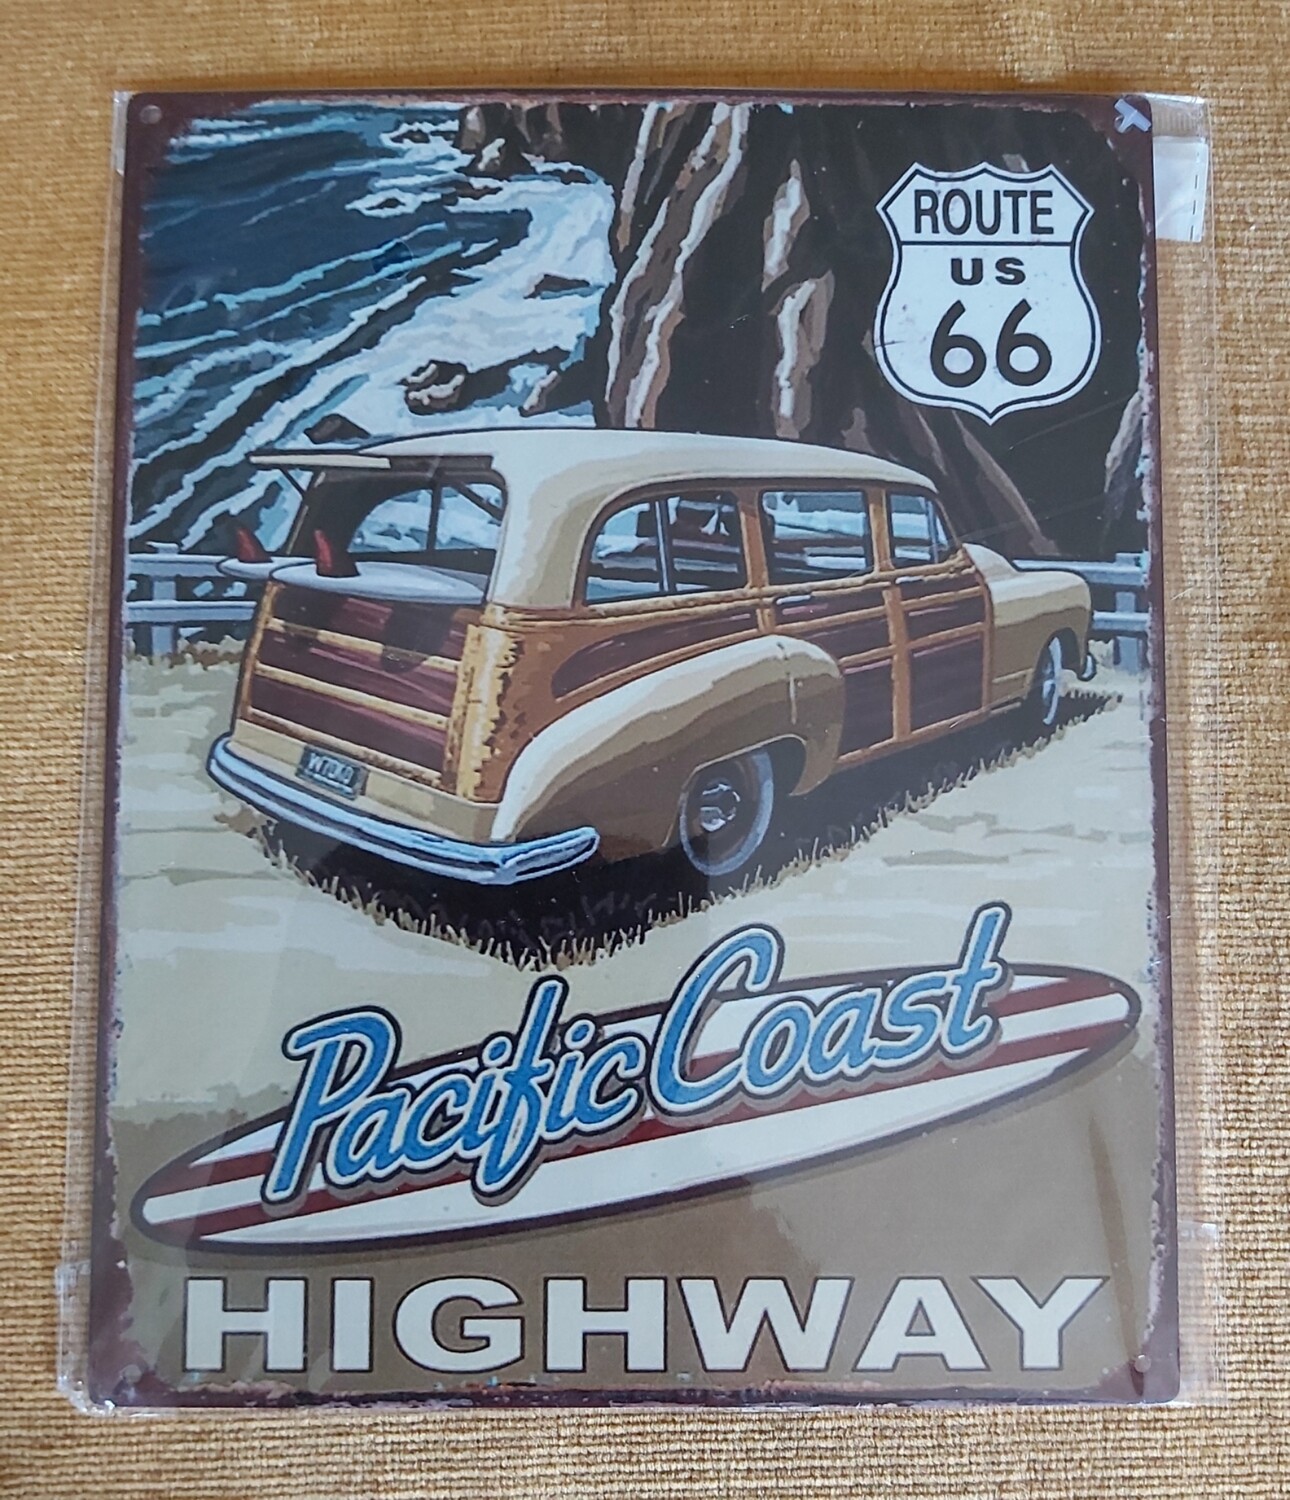 ROUTE
US
66
Pacific Coast
HIGHWAY